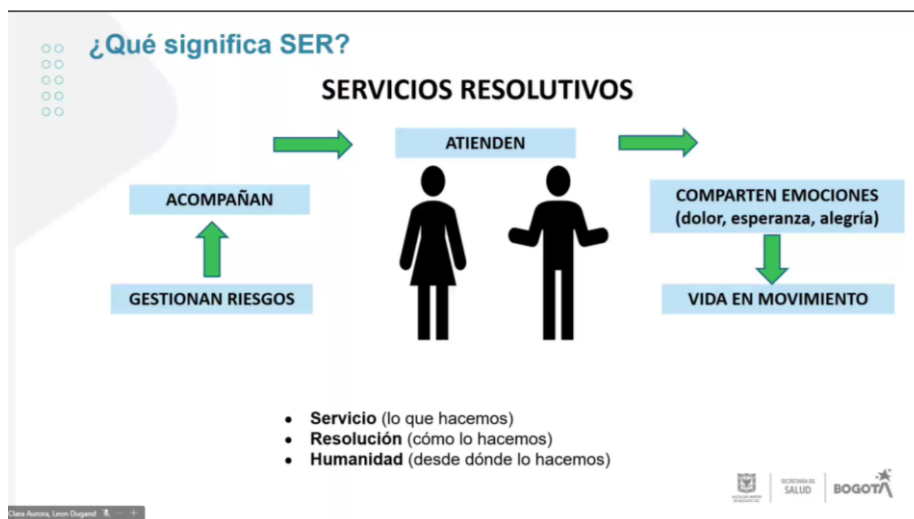 ¿Qué significa SER?
SERVICIOS RESOLUTIVOS
ATIENDEN
ACOMPAÑAN
COMPARTEN EMOCIONES
(dolor, esperanza, alegría)
GESTIONAN RIESGOS
VIDA EN MOVIMIENTO
• Servicio (lo que hacemos)
• Resolución (cómo lo hacemos)
• Humanidad (desde dónde lo hacemos)
SECRETARÍA DE
SALUD
BOGOTÁ
Clara Aurora, Leon Dugand